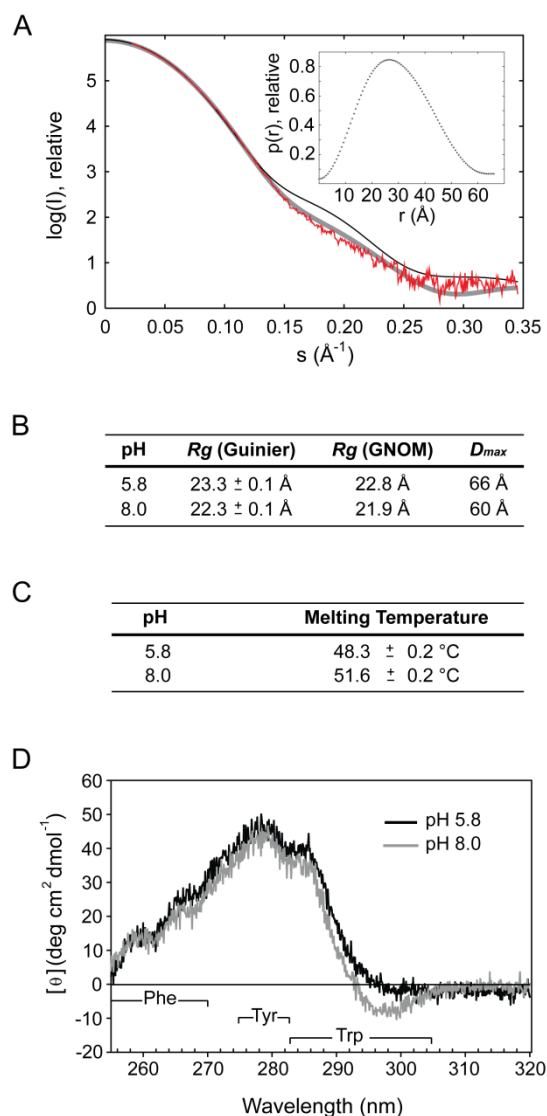 A
log(I), relative
5
4
3
2
1
0
0 0.05 0.10 0.15 0.20 0.25 0.30 0.35
s (Å⁻¹)
p(r), relative
0.8
0.6
0.4
0.2
10 20 30 40 50 60
r (Å)
B
pH Rg (Guinier) Rg (GNOM) Dmax
5.8 23.3 ± 0.1 Å 22.8 Å 66 Å
8.0 22.3 ± 0.1 Å 21.9 Å 60 Å
C
pH Melting Temperature
5.8 48.3 ± 0.2 °C
8.0 51.6 ± 0.2 °C
D
[θ] (deg cm² dmol⁻¹)
60
50
40
30
20
10
0
-10
-20
pH 5.8
pH 8.0
Phe
Tyr
Trp
260 270 280 290 300 310 320
Wavelength (nm)